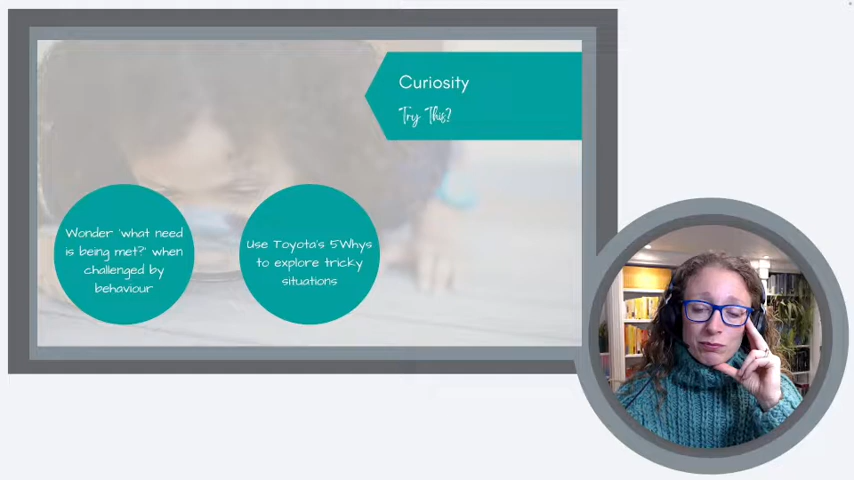 Curiosity
Try This?
Wonder 'what need
is being met?' when
challenged by
behaviour
Use Toyota's 5Whys
to explore tricky
situations